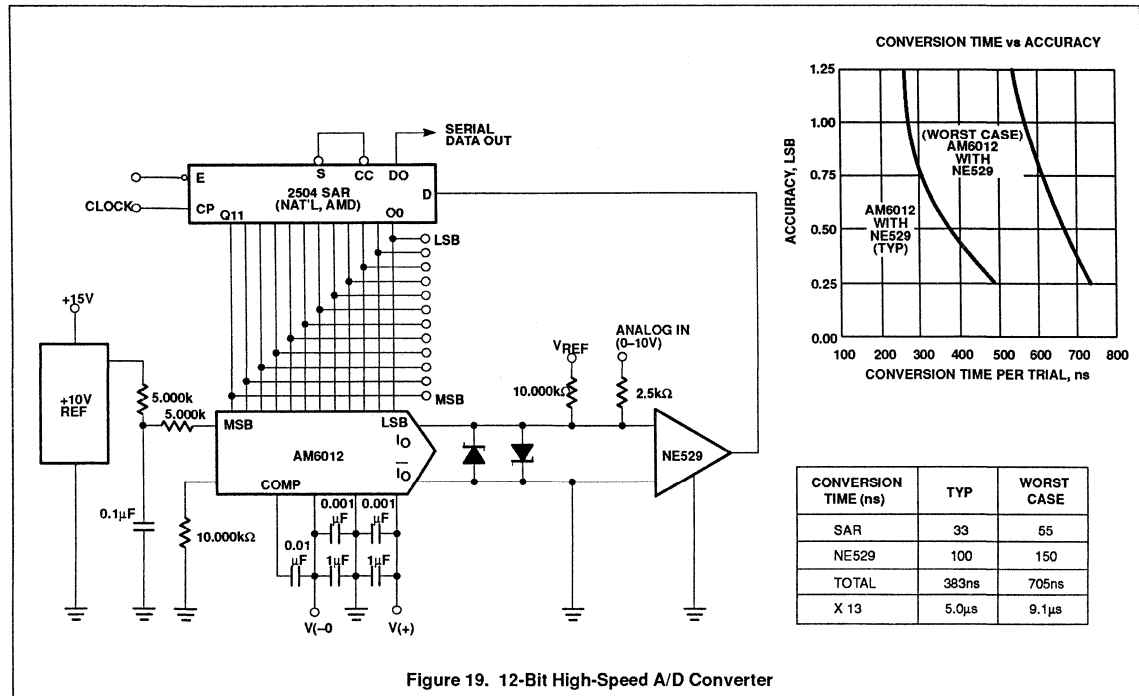 CONVERSION TIME vs ACCURACY
1.25
1.00
0.75
0.50
0.25
0.00
ACCURACY, LSB
(WORST CASE)
AM6012
WITH
NE529
AM6012
WITH
NE529
(TYP)
100 200 300 400 500 600 700 800
CONVERSION TIME PER TRIAL, ns
SERIAL
DATA OUT
S CC DO
E
2504 SAR
(NAT'L, AMD)
D
CLOCK
CP
Q11
O0
LSB
MSB
+15V
+10V
REF
5.000k
5.000k
0.1µF
10.000kΩ
MSB
LSB
IO
IO
AM6012
COMP
0.01
µF
0.001
µF
0.001
µF
1µF
1µF
V(–0
V(+)
VREF
10.000kΩ
ANALOG IN
(0–10V)
2.5kΩ
NE529
CONVERSION TIME (ns) TYP WORST CASE
SAR 33 55
NE529 100 150
TOTAL 383ns 705ns
X 13 5.0µs 9.1µs
Figure 19. 12-Bit High-Speed A/D Converter